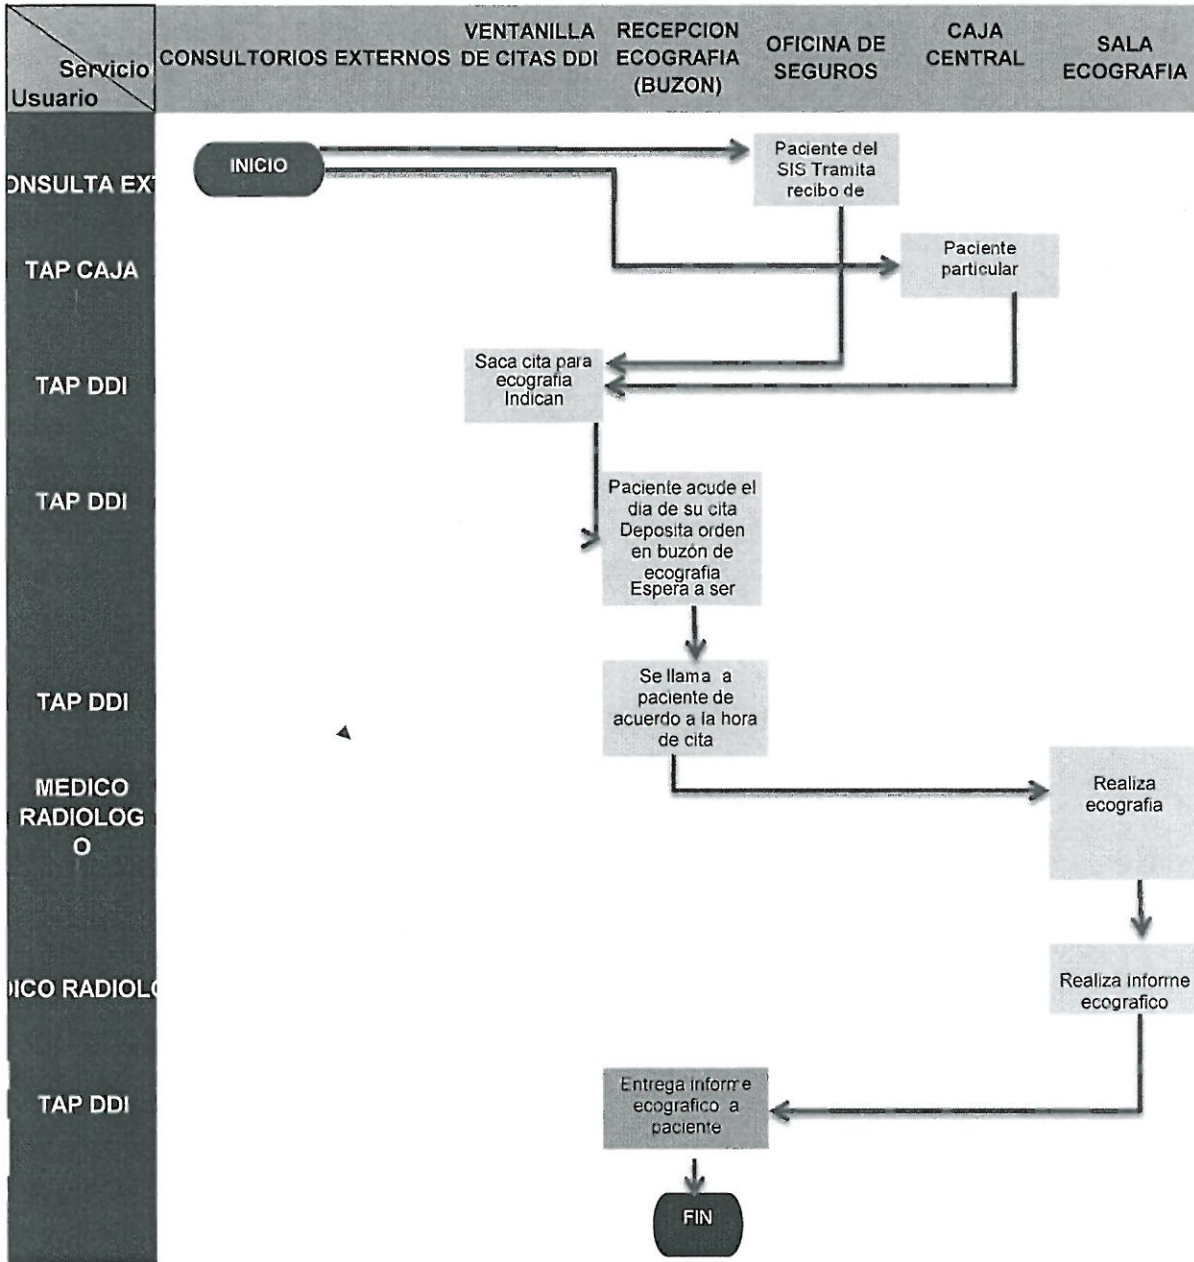 Servicio
Usuario
CONSULTORIOS EXTERNOS
VENTANILLA
DE CITAS DDI
RECEPCION
ECOGRAFIA
(BUZON)
OFICINA DE
SEGUROS
CAJA
CENTRAL
SALA
ECOGRAFIA
ONSULTA EXT
INICIO
Paciente del
SIS Tramita
recibo de
TAP CAJA
Paciente
particular
TAP DDI
Saca cita para
ecografia
Indican
TAP DDI
Paciente acude el
dia de su cita
Deposita orden
en buzón de
ecografia
Espera a ser
TAP DDI
Se llama a
paciente de
acuerdo a la hora
de cita
MEDICO
RADIOLOG
O
Realiza
ecografia
DICO RADIOLO
Realiza informe
ecografico
TAP DDI
Entrega informe
ecografico a
paciente
FIN